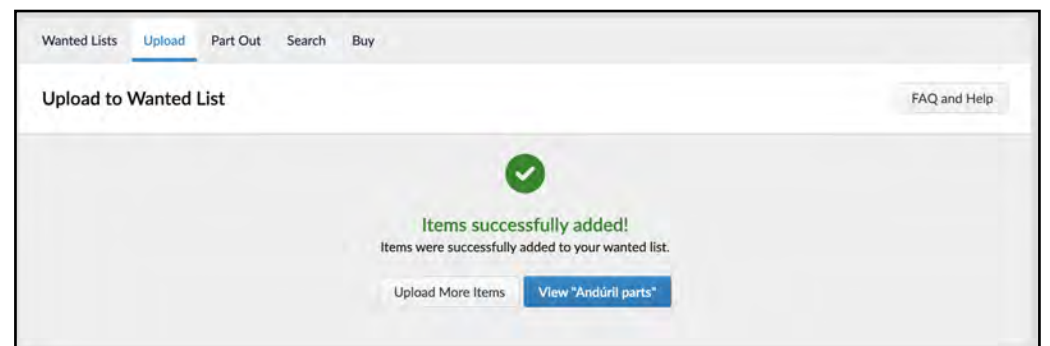 Wanted Lists Upload Part Out Search Buy
Upload to Wanted List FAQ and Help
Items successfully added!
Items were successfully added to your wanted list.
Upload More Items View "Andúril parts"